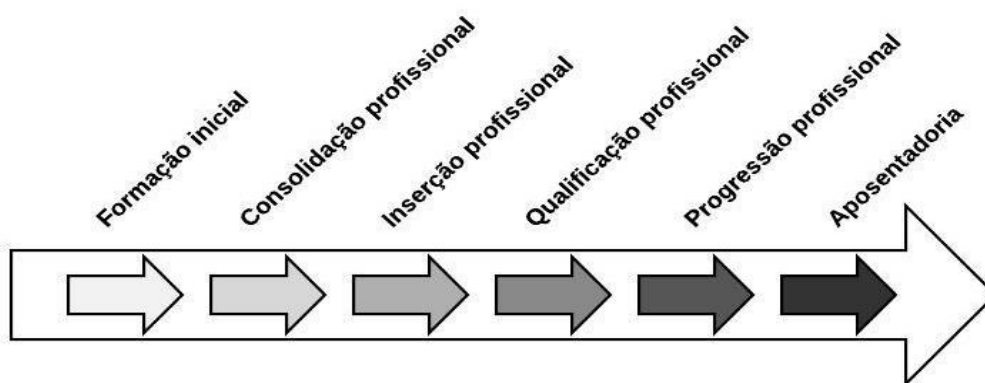 Formação inicial
Consolidação profissional
Inserção profissional
Qualificação profissional
Progressão profissional
Aposentadoria